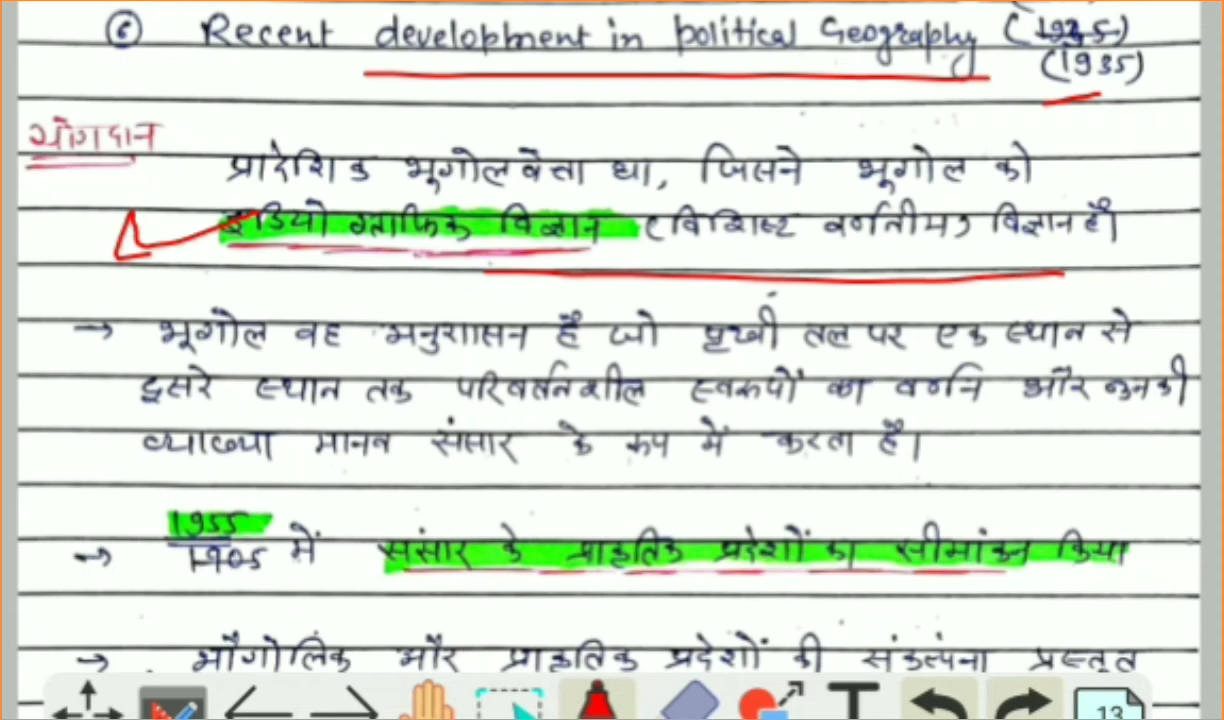 ⑥ Recent development in political Geography (1925)
(1935)
योगदान
प्रादेशिक भूगोलवेता था, जिसने भूगोल को
इडियो ग्राफिक विज्ञान (विशिष्ट वर्णनीय) विज्ञान है।
→ भूगोल वह अनुशासन है जो पृथ्वी तल पर एक स्थान से
दुसरे स्थान तक परिवर्तनशील स्वरूपों का वर्णन और उनकी
व्याख्या मानव संसार के रूप में करता है।
1955
→ 1905 में संसार के प्राकृतिक प्रदेशों का सीमांकन किया
→ भौगोलिक और प्राकृतिक प्रदेशों की संकल्पना प्रस्तुत
13